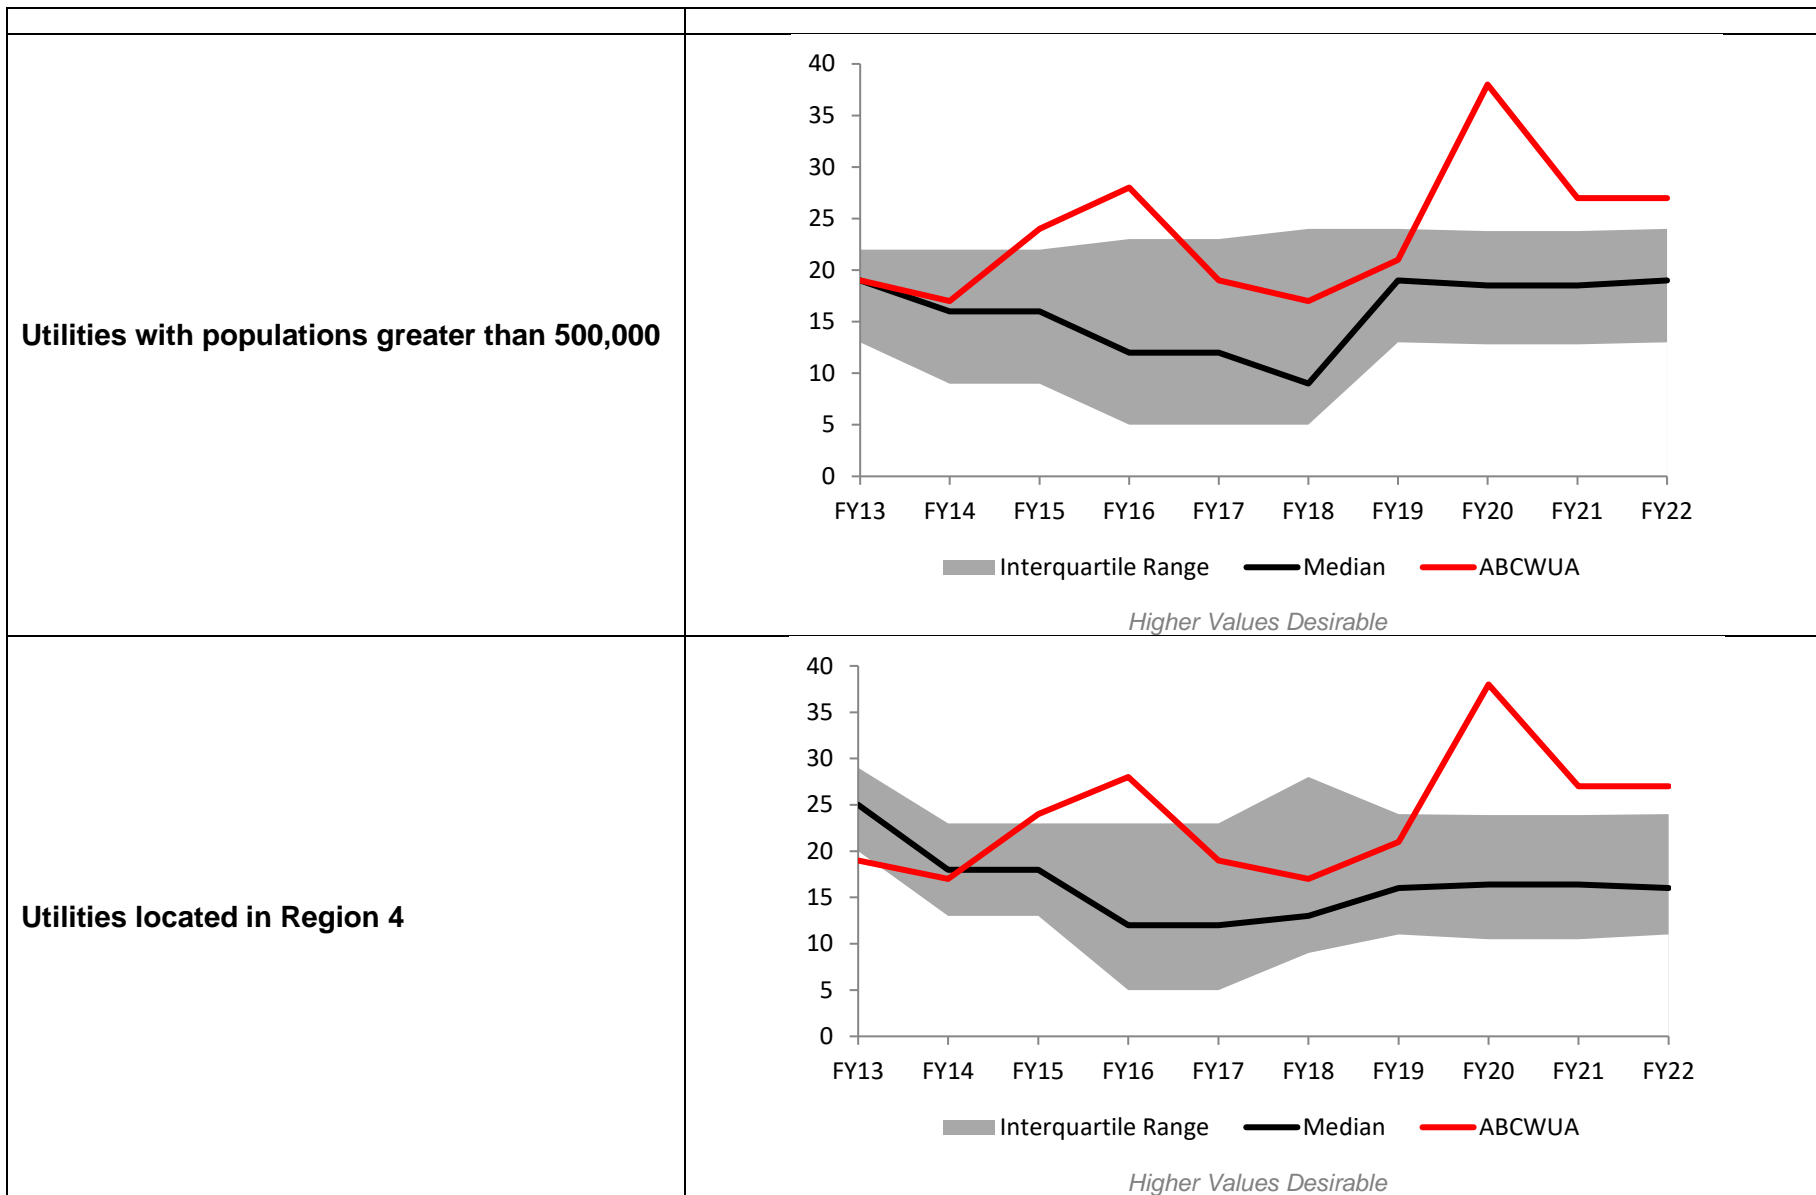 Utilities with populations greater than 500,000
40
35
30
25
20
15
10
5
0
FY13 FY14 FY15 FY16 FY17 FY18 FY19 FY20 FY21 FY22
Interquartile Range Median ABCWUA
Higher Values Desirable
Utilities located in Region 4
40
35
30
25
20
15
10
5
0
FY13 FY14 FY15 FY16 FY17 FY18 FY19 FY20 FY21 FY22
Interquartile Range Median ABCWUA
Higher Values Desirable